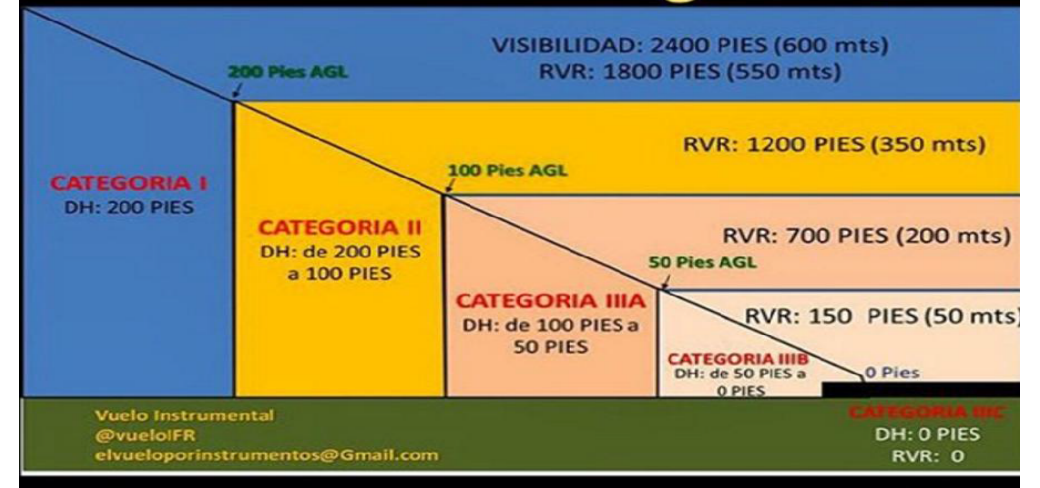 VISIBILIDAD: 2400 PIES (600 mts)
RVR: 1800 PIES (550 mts)
200 Pies AGL
RVR: 1200 PIES (350 mts)
100 Pies AGL
CATEGORIA I
DH: 200 PIES
CATEGORIA II
DH: de 200 PIES
a 100 PIES
RVR: 700 PIES (200 mts)
50 Pies AGL
CATEGORIA IIIA
DH: de 100 PIES a
50 PIES
RVR: 150 PIES (50 mts)
CATEGORIA IIIB
DH: de 50 PIES a
0 PIES
0 Pies
Vuelo Instrumental
@vueloIFR
elvueloporinstrumentos@Gmail.com
CATEGORIA IIIC
DH: 0 PIES
RVR: 0